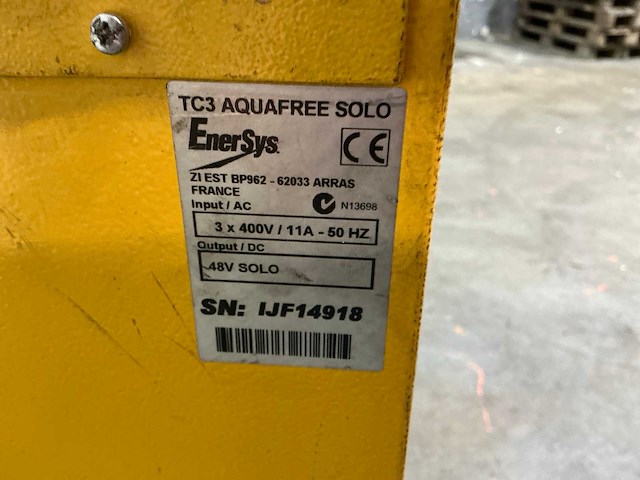 TC3 AQUAFREE SOLO
EnerSys
CE
ZI EST BP962 - 62033 ARRAS
FRANCE
Input / AC
N13698
3 x 400V / 11A - 50 HZ
Output / DC
48V SOLO
SN: IJF14918